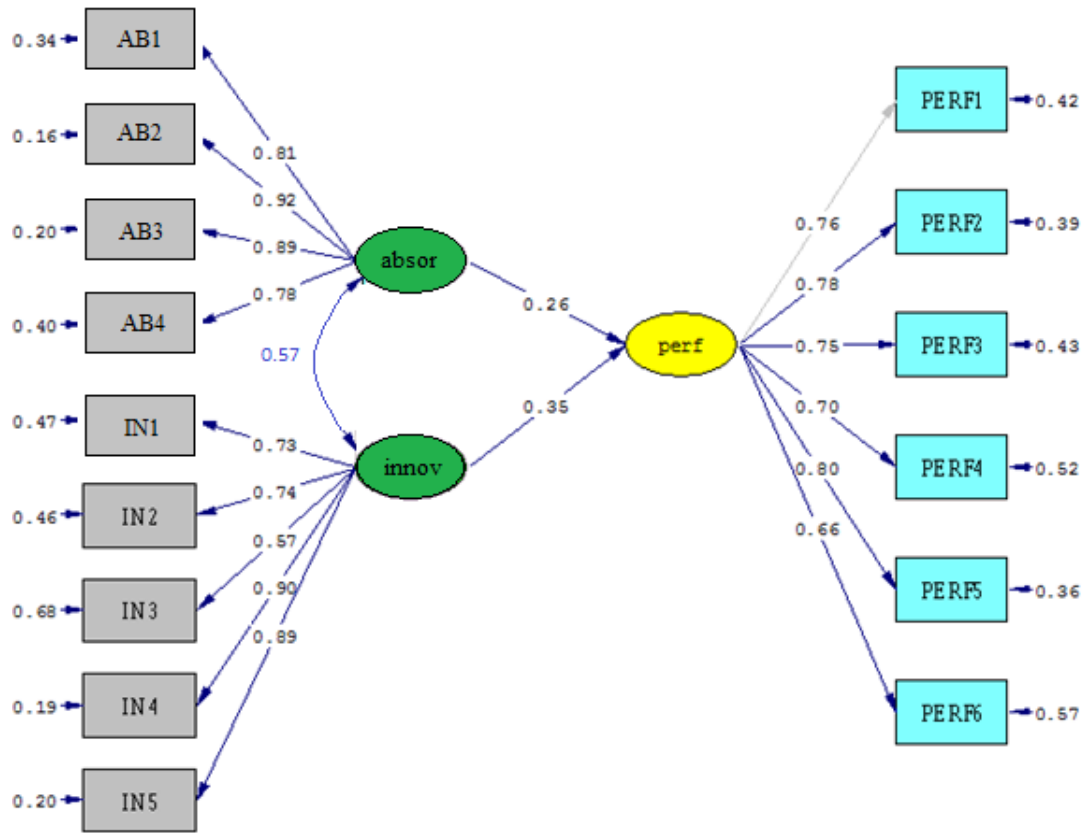 0.34
AB1
0.16
AB2
0.20
AB3
0.40
AB4
0.47
IN1
0.46
IN2
0.68
IN3
0.19
IN4
0.20
IN5
0.81
0.92
0.89
0.78
0.57
0.73
0.74
0.57
0.90
0.89
absor
innov
0.26
0.35
perf
0.76
0.78
0.75
0.70
0.80
0.66
PERF1
0.42
PERF2
0.39
PERF3
0.43
PERF4
0.52
PERF5
0.36
PERF6
0.57